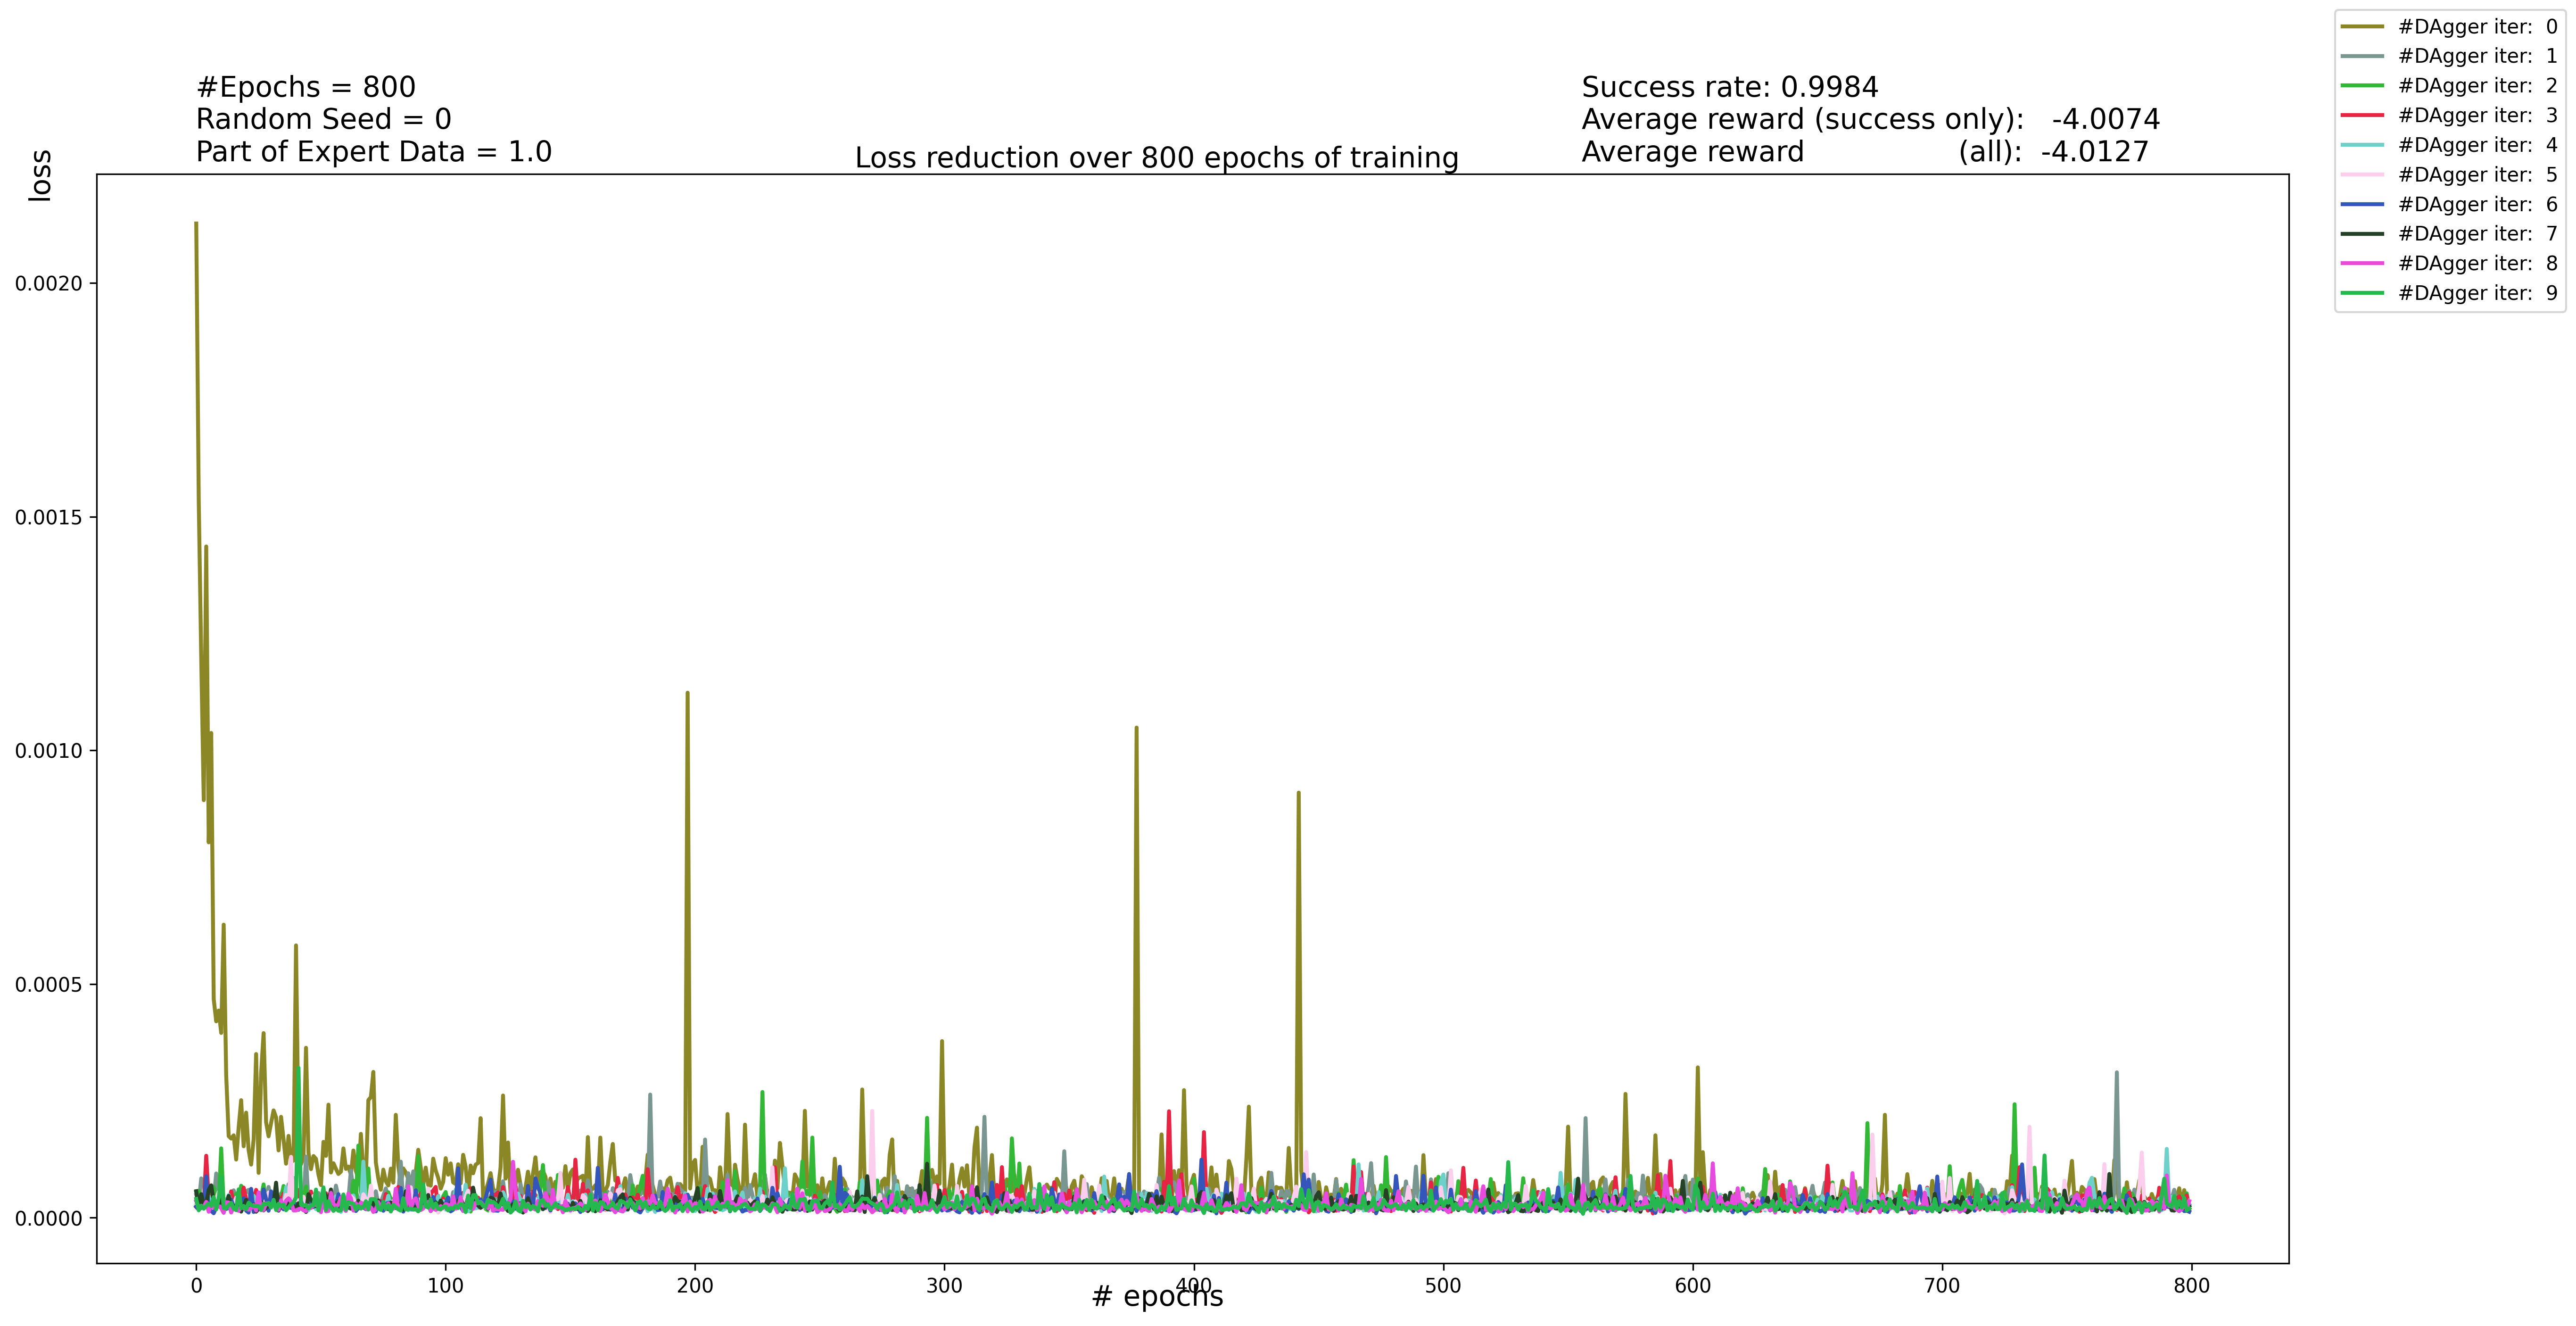 #Epochs = 800
Random Seed = 0
Part of Expert Data = 1.0
Success rate: 0.9984
Average reward (success only): -4.0074
Average reward (all): -4.0127
Loss reduction over 800 epochs of training
loss
0.0020
0.0015
0.0010
0.0005
0.0000
0 100 200 300 400 500 600 700 800
# epochs
#DAgger iter: 0
#DAgger iter: 1
#DAgger iter: 2
#DAgger iter: 3
#DAgger iter: 4
#DAgger iter: 5
#DAgger iter: 6
#DAgger iter: 7
#DAgger iter: 8
#DAgger iter: 9